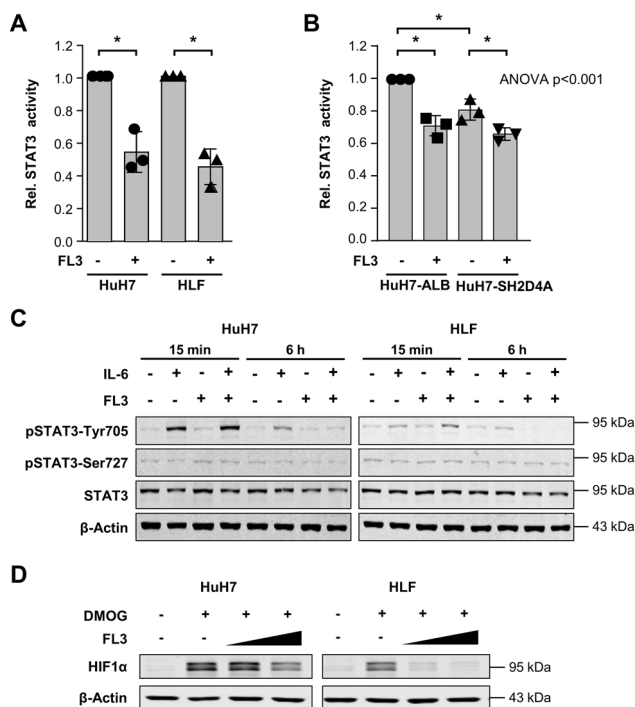 A
B
1.2
1.0
0.8
0.6
0.4
0.2
0.0
Rel. STAT3 activity
*
*
FL3
- + - +
HuH7 HLF
1.2
1.0
0.8
0.6
0.4
0.2
0.0
Rel. STAT3 activity
*
* *
ANOVA p<0.001
FL3
- + - +
HuH7-ALB HuH7-SH2D4A
C
HuH7 HLF
15 min 6 h 15 min 6 h
IL-6 - + - + - + - + - + - + - + - +
FL3 - - + + - - + + - - + + - - + +
pSTAT3-Tyr705 95 kDa
pSTAT3-Ser727 95 kDa
STAT3 95 kDa
β-Actin 43 kDa
D
HuH7 HLF
DMOG - + + + - + + +
FL3 - - - -
HIF1α 95 kDa
β-Actin 43 kDa